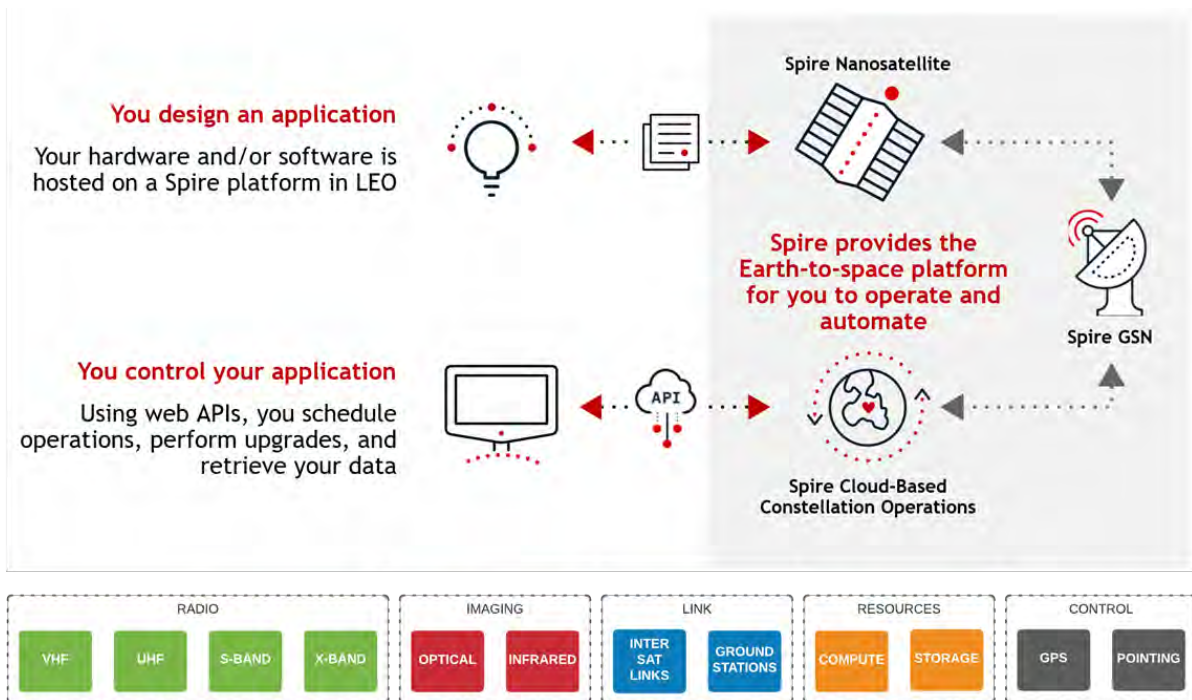 Spire Nanosatellite
You design an application
Your hardware and/or software is
hosted on a Spire platform in LEO
Spire provides the
Earth-to-space platform
for you to operate and
automate
Spire GSN
You control your application
Using web APIs, you schedule
operations, perform upgrades, and
retrieve your data
API
Spire Cloud-Based
Constellation Operations
RADIO
VHF
UHF
S-BAND
X-BAND
IMAGING
OPTICAL
INFRARED
LINK
INTER
SAT
LINKS
GROUND
STATIONS
RESOURCES
COMPUTE
STORAGE
CONTROL
GPS
POINTING